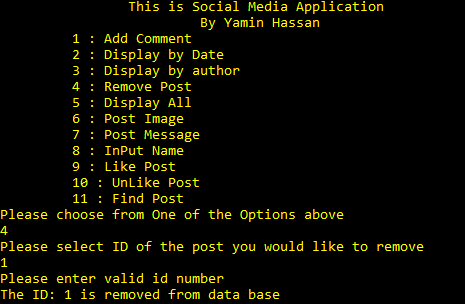 This is Social Media Application
By Yamin Hassan
1 : Add Comment
2 : Display by Date
3 : Display by author
4 : Remove Post
5 : Display All
6 : Post Image
7 : Post Message
8 : InPut Name
9 : Like Post
10 : UnLike Post
11 : Find Post
Please choose from One of the Options above
4
Please select ID of the post you would like to remove
1
Please enter valid id number
The ID: 1 is removed from data base